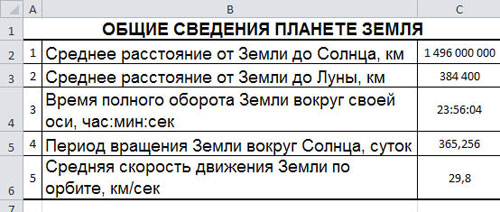 A B C
1 ОБЩИЕ СВЕДЕНИЯ ПЛАНЕТЕ ЗЕМЛЯ
2 1 Среднее расстояние от Земли до Солнца, км 1 496 000 000
3 2 Среднее расстояние от Земли до Луны, км 384 400
3 Время полного оборота Земли вокруг своей
4 оси, час:мин:сек 23:56:04
5 4 Период вращения Земли вокруг Солнца, суток 365,256
5 Средняя скорость движения Земли по
6 орбите, км/сек 29,8
7